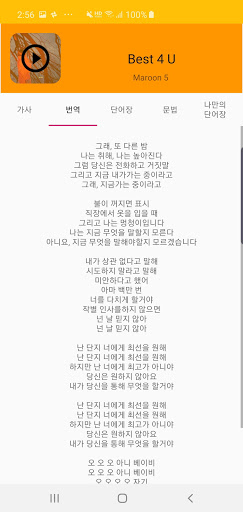 2:56
52%
Best 4 U
Maroon 5
가사
번역
단어장
문법
나만의
단어장
그래, 또 다른 밤
나는 취해, 나는 높아진다
그럼 당신은 전화하고 거짓말
그리고 지금 내가가는 중이라고
그래, 지금가는 중이라고
불이 꺼지면 표시
직장에서 옷을 입을 때
그리고 나는 멍청이입니다
나는 지금 무엇을 말할지 모른다
아니요, 지금 무엇을 말해야할지 모르겠습니다
내가 상관 없다고 말해
시도하지 말라고 말해
미안하다고 했어
아마 백만 번
너를 다치게 할거야
작별 인사를하지 않으면
넌 날 믿지 않아
넌 날 믿지 않아
난 단지 너에게 최선을 원해
난 단지 너에게 최선을 원해
하지만 난 너에게 최고가 아니야
당신은 원하지 않아요
내가 당신을 통해 무엇을 할거야
난 단지 너에게 최선을 원해
난 단지 너에게 최선을 원해
하지만 난 너에게 최고가 아니야
당신은 원하지 않아요
내가 당신을 통해 무엇을 할거야
오 오 오 아니 베이비
오 오 오 오 자기